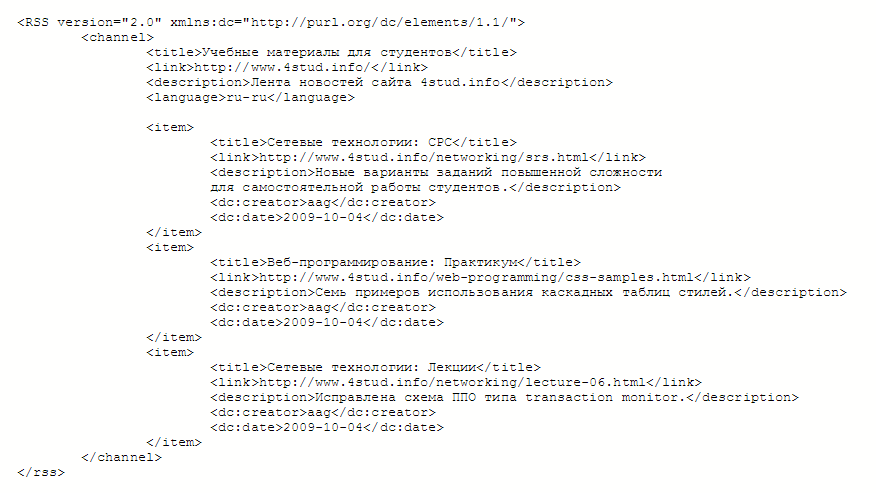 <RSS version="2.0" xmlns:dc="http://purl.org/dc/elements/1.1/">
<channel>
<title>Учебные материалы для студентов</title>
<link>http://www.4stud.info/</link>
<description>Лента новостей сайта 4stud.info</description>
<language>ru-ru</language>
<item>
<title>Сетевые технологии: СРС</title>
<link>http://www.4stud.info/networking/srs.html</link>
<description>Новые варианты заданий повышенной сложности
для самостоятельной работы студентов.</description>
<dc:creator>aag</dc:creator>
<dc:date>2009-10-04</dc:date>
</item>
<item>
<title>Веб-программирование: Практикум</title>
<link>http://www.4stud.info/web-programming/css-samples.html</link>
<description>Семь примеров использования каскадных таблиц стилей.</description>
<dc:creator>aag</dc:creator>
<dc:date>2009-10-04</dc:date>
</item>
<item>
<title>Сетевые технологии: Лекции</title>
<link>http://www.4stud.info/networking/lecture-06.html</link>
<description>Исправлена схема ППО типа transaction monitor.</description>
<dc:creator>aag</dc:creator>
<dc:date>2009-10-04</dc:date>
</item>
</channel>
</rss>